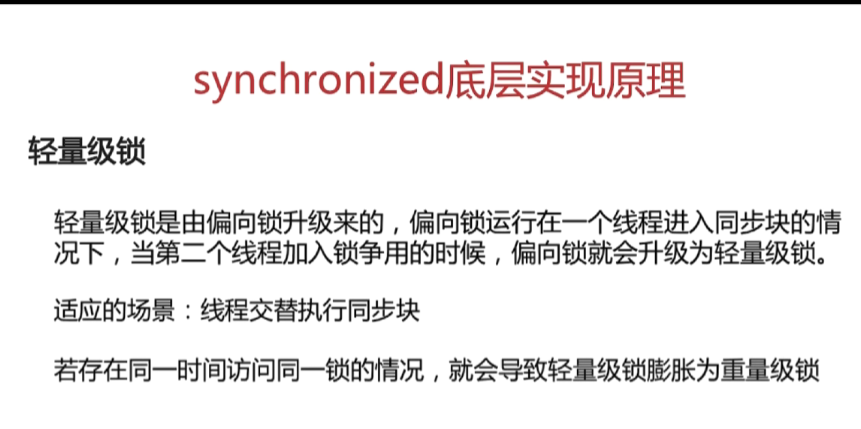 synchronized底层实现原理
轻量级锁
轻量级锁是由偏向锁升级来的，偏向锁运行在一个线程进入同步块的情
况下，当第二个线程加入锁争用的时候，偏向锁就会升级为轻量级锁。
适应的场景：线程交替执行同步块
若存在同一时间访问同一锁的情况，就会导致轻量级锁膨胀为重量级锁